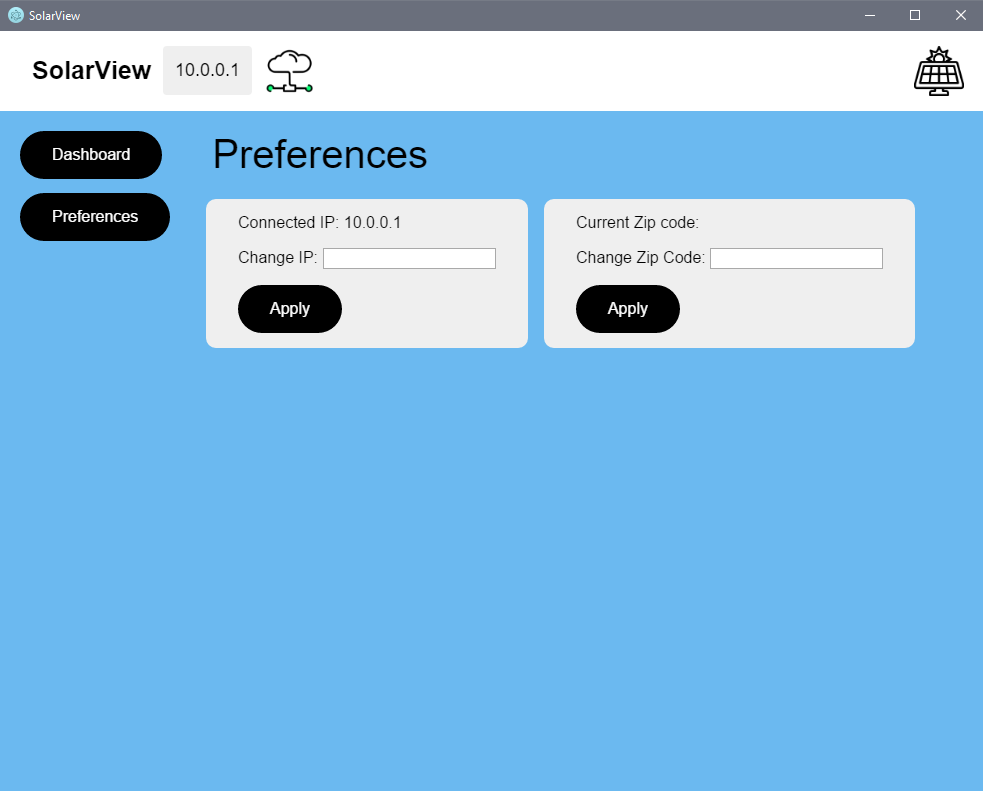 SolarView
SolarView
10.0.0.1
Dashboard
Preferences
Preferences
Connected IP: 10.0.0.1
Change IP:
Apply
Current Zip code:
Change Zip Code:
Apply